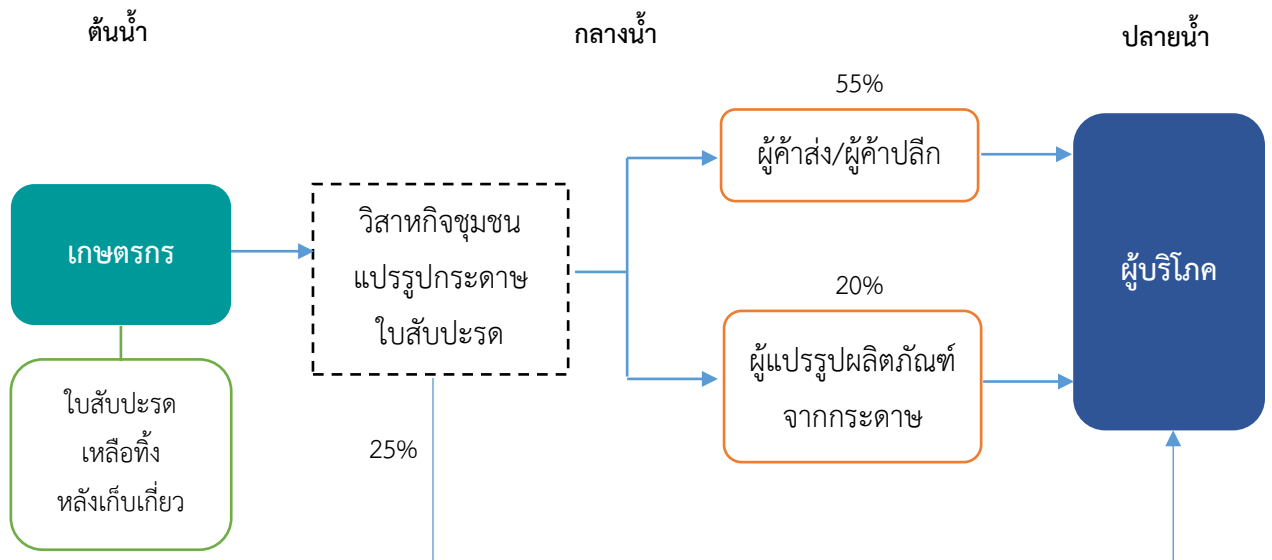 ต้นน้ำ
กลางน้ำ
ปลายน้ำ
55%
ผู้ค้าส่ง/ผู้ค้าปลีก
เกษตรกร
วิสาหกิจชุมชน
แปรรูปกระดาษ
ใบสับปะรด
ผู้บริโภค
20%
ผู้แปรรูปผลิตภัณฑ์
จากกระดาษ
ใบสับปะรด
เหลือทิ้ง
หลังเก็บเกี่ยว
25%